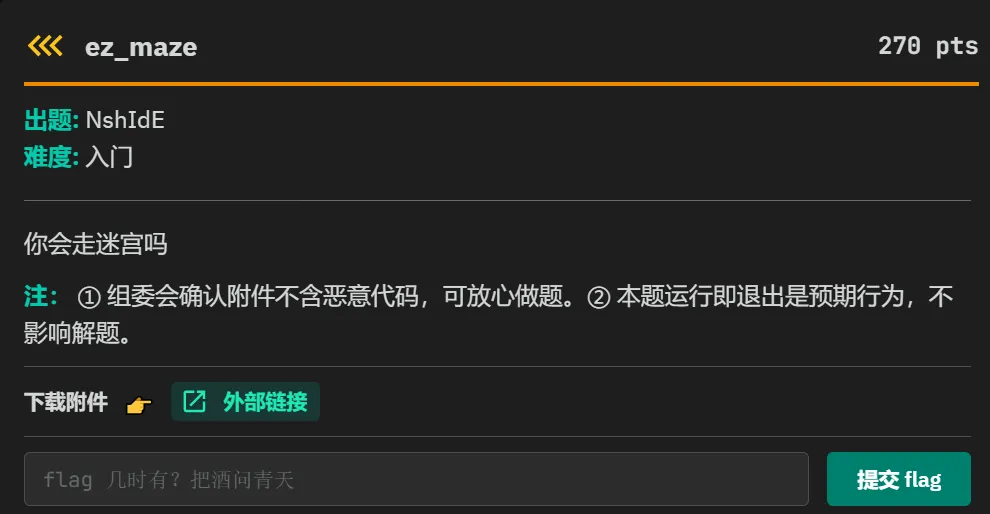 ez_maze 270 pts
出题: NshIdE
难度: 入门
你会走迷宫吗
注: ① 组委会确认附件不含恶意代码，可放心做题。② 本题运行即退出是预期行为，不
影响解题。
下载附件 👉 外部链接
flag 几时有？把酒问青天 提交 flag